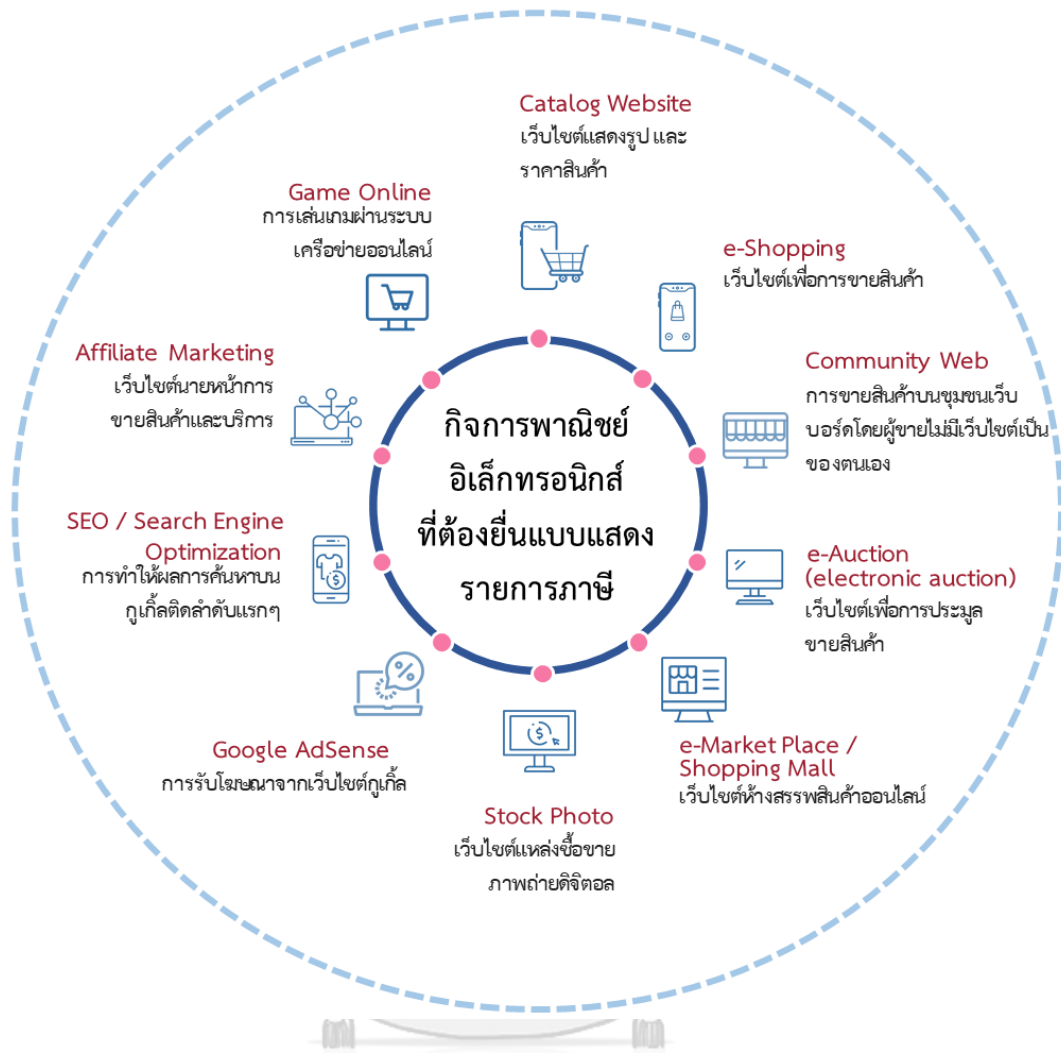 กิจการพาณิชย์
อิเล็กทรอนิกส์
ที่ต้องยื่นแบบแสดง
รายการภาษี
Catalog Website
เว็บไซต์แสดงรูป และ
ราคาสินค้า
e-Shopping
เว็บไซต์เพื่อการขายสินค้า
Community Web
การขายสินค้าบนชุมชนเว็บ
บอร์ดโดยผู้ขายไม่มีเว็บไซต์เป็น
ของตนเอง
e-Auction
(electronic auction)
เว็บไซต์เพื่อการประมูล
ขายสินค้า
e-Market Place /
Shopping Mall
เว็บไซต์ห้างสรรพสินค้าออนไลน์
Stock Photo
เว็บไซต์แหล่งซื้อขาย
ภาพถ่ายดิจิตอล
Google AdSense
การรับโฆษณาจากเว็บไซต์กูเกิ้ล
SEO / Search Engine
Optimization
การทำให้ผลการค้นหาบน
กูเกิ้ลติดลำดับแรกๆ
Affiliate Marketing
เว็บไซต์นายหน้าการ
ขายสินค้าและบริการ
Game Online
การเล่นเกมผ่านระบบ
เครือข่ายออนไลน์